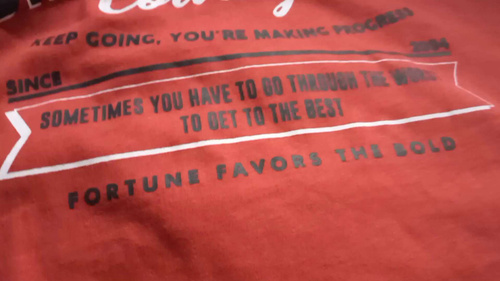 KEEP GOING, YOU'RE MAKING PROGRESS
SINCE 2004
SOMETIMES YOU HAVE TO GO THROUGH THE WORST
TO GET TO THE BEST
FORTUNE FAVORS THE BOLD